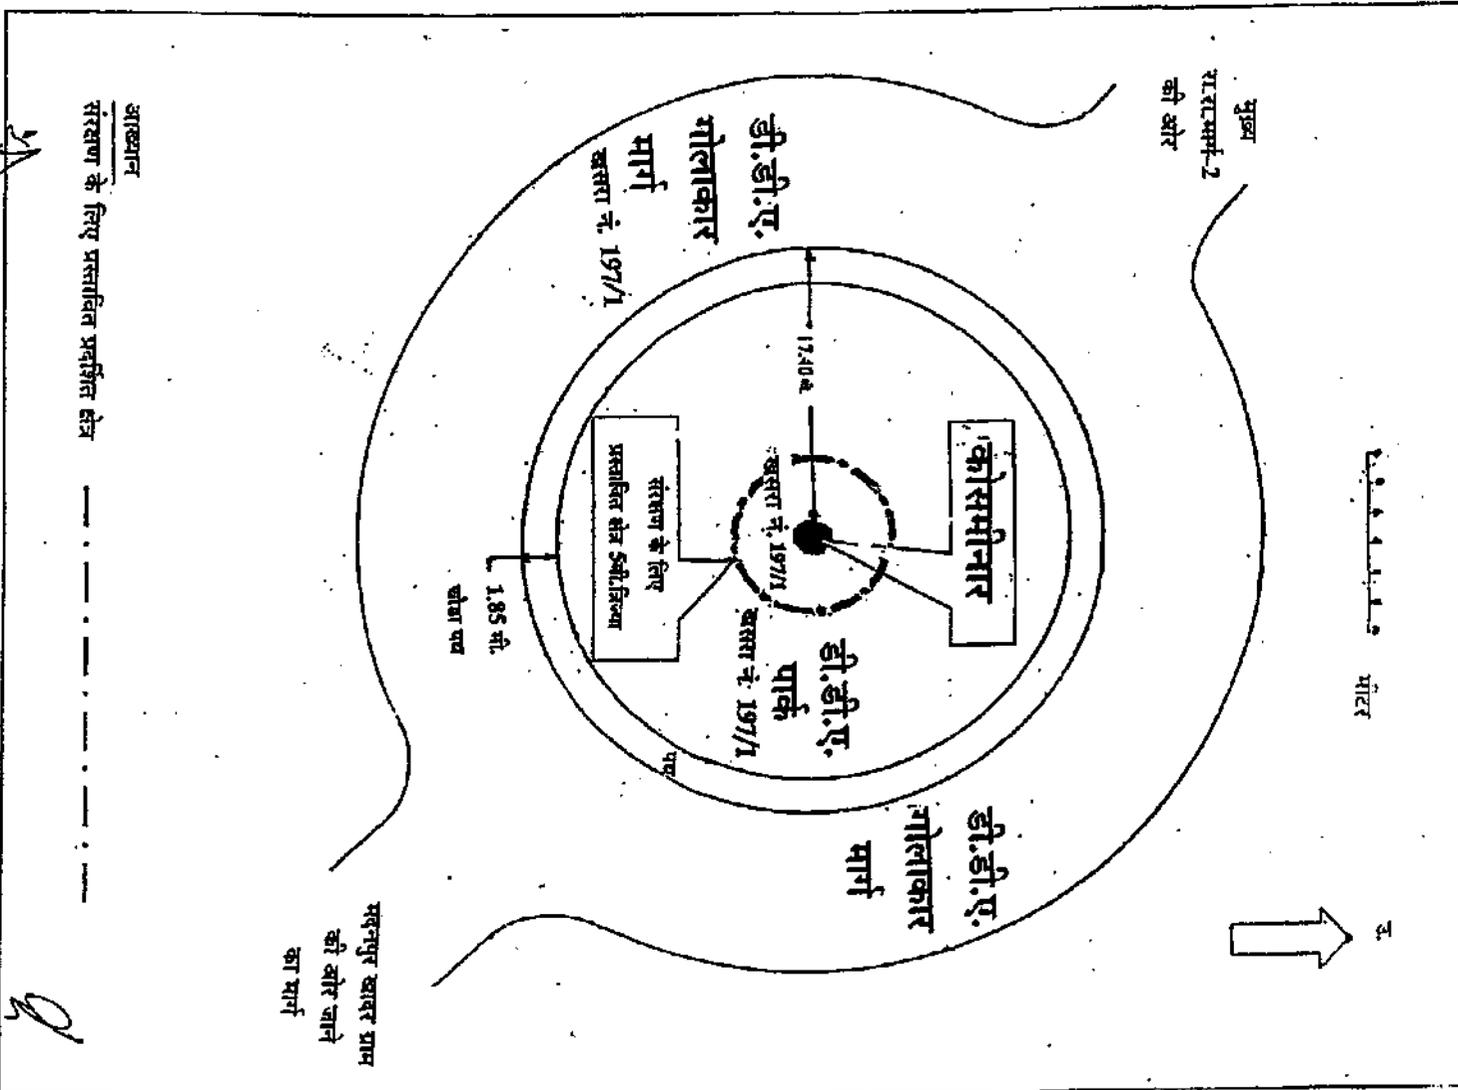 मुख्य
रा.रा.मार्ग-2
की ओर
उ.
मीटर
डी.डी.ए.
गोलाकार
मार्ग
खसरा नं. 197/1
17.40 मी.
कोसमीनार
खसरा नं. 197/1
संरक्षण के लिए
प्रस्तावित क्षेत्र 5मी.त्रिज्या
डी.डी.ए.
पार्क
खसरा नं. 197/1
पथ
1.85 मी.
चौडा पथ
डी.डी.ए.
गोलाकार
मार्ग
मदनपुर खादर ग्राम
की ओर जाने
का मार्ग
आख्यान
संरक्षण के लिए प्रस्तावित प्रदर्शित क्षेत्र